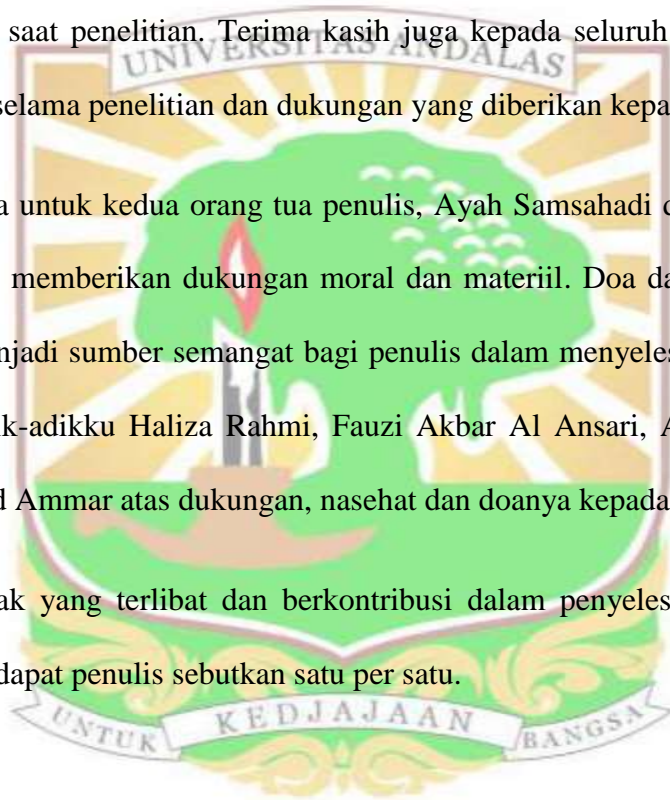 saat penelitian. Terima kasih juga kepada seluruh
UNIVERSITAS ANDALAS
selama penelitian dan dukungan yang diberikan kepa
a untuk kedua orang tua penulis, Ayah Samsahadi d
memberikan dukungan moral dan materiil. Doa da
njadi sumber semangat bagi penulis dalam menyeles
ik-adikku Haliza Rahmi, Fauzi Akbar Al Ansari, A
d Ammar atas dukungan, nasehat dan doanya kepada
ak yang terlibat dan berkontribusi dalam penyeles
dapat penulis sebutkan satu per satu.
UNTUK KEDJAJAAN BANGSA